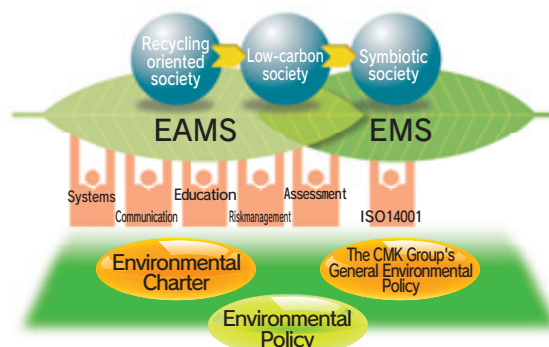 Recycling
oriented
society
Low-carbon
society
Symbiotic
society
EAMS
EMS
Systems
Communication
Education
Riskmanagement
Assessment
ISO14001
Environmental
Charter
The CMK Group's
General Environmental
Policy
Environmental
Policy